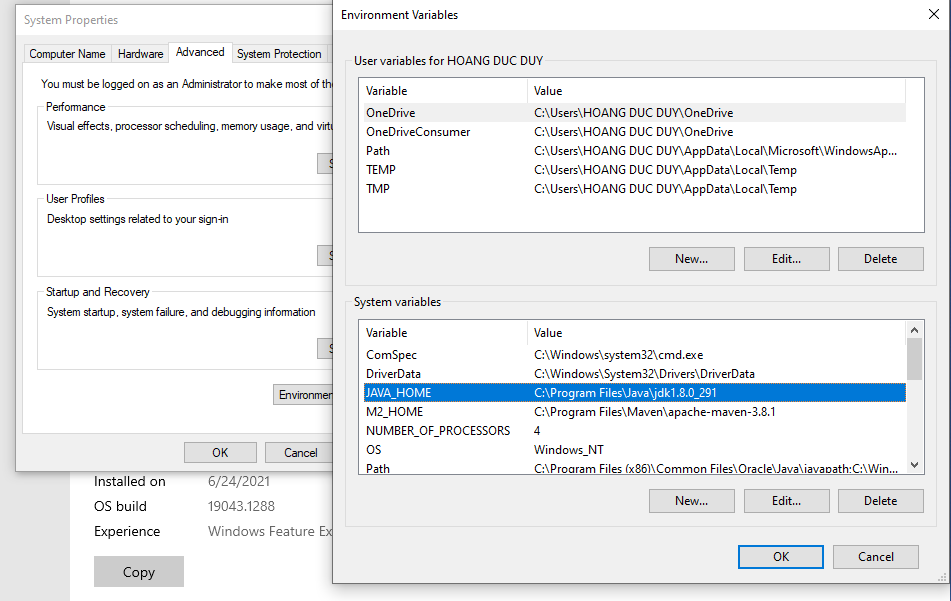 System Properties
Computer Name Hardware Advanced System Protection
You must be logged on as an Administrator to make most of
Performance
Visual effects, processor scheduling, memory usage, and
User Profiles
Desktop settings related to your sign-in
Startup and Recovery
System startup, system failure, and debugging information
OK Cancel
Installed on 6/24/2021
OS build 19043.1288
Experience Windows Feature
Copy
Environment Variables
User variables for HOANG DUC DUY
Variable Value
OneDrive C:\Users\HOANG DUC DUY\OneDrive
OneDriveConsumer C:\Users\HOANG DUC DUY\OneDrive
Path C:\Users\HOANG DUC DUY\AppData\Local\Microsoft\WindowsAp...
TEMP C:\Users\HOANG DUC DUY\AppData\Local\Temp
TMP C:\Users\HOANG DUC DUY\AppData\Local\Temp
New... Edit... Delete
System variables
Variable Value
ComSpec C:\Windows\system32\cmd.exe
DriverData C:\Windows\System32\Drivers\DriverData
JAVA_HOME C:\Program Files\Java\jdk1.8.0_291
M2_HOME C:\Program Files\Maven\apache-maven-3.8.1
NUMBER_OF_PROCESSORS 4
OS Windows_NT
Path C:\Program Files (x86)\Common Files\Oracle\Java\javapath;C:\Win...
New... Edit... Delete
OK Cancel